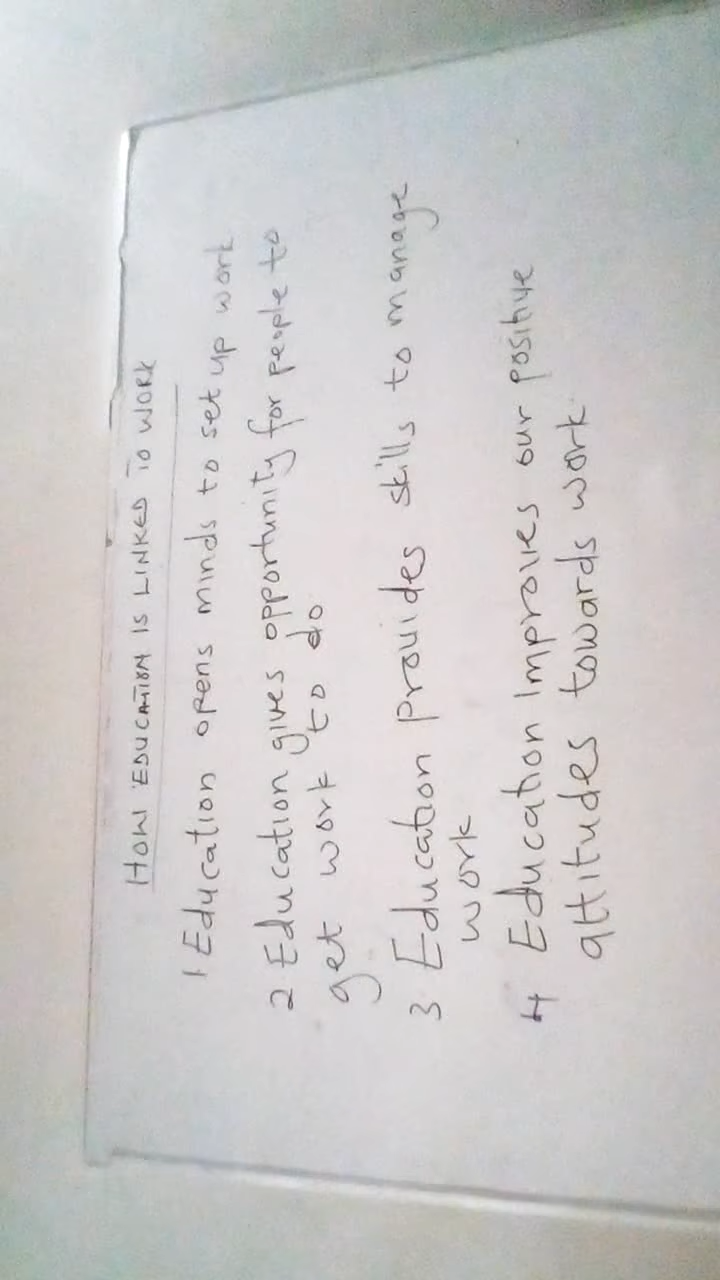 HOW EDUCATION IS LINKED TO WORK
1 Education opens minds to set up work
2 Education gives opportunity for people to
get work to do
3 Education provides skills to manage
work
4 Education Improves our positive
attitudes towards work.